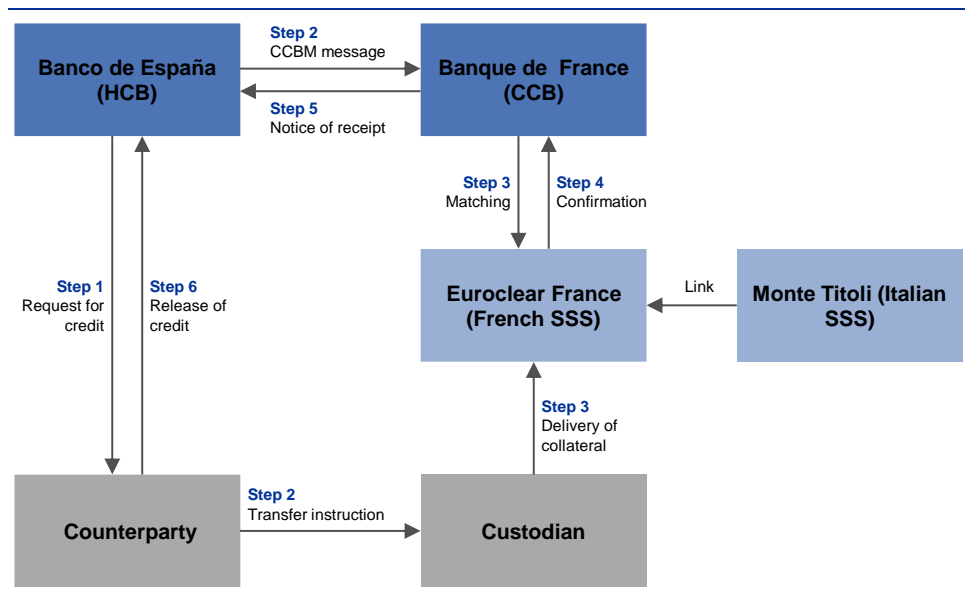 Step 2
CCBM message
Banco de España
(HCB)
Banque de France
(CCB)
Step 5
Notice of receipt
Step 3
Matching
Step 4
Confirmation
Step 1
Request for
credit
Step 6
Release of
credit
Euroclear France
(French SSS)
Link
Monte Titoli (Italian
SSS)
Step 3
Delivery of
collateral
Step 2
Transfer instruction
Counterparty
Custodian